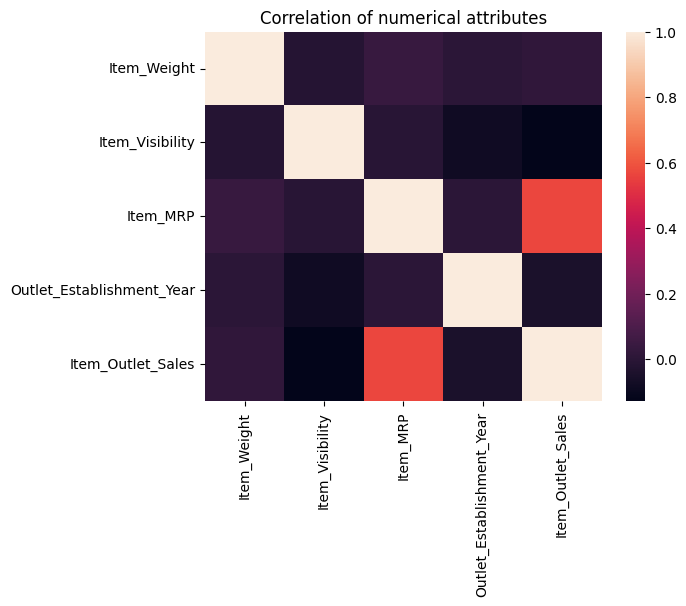 Correlation of numerical attributes
Item_Weight
Item_Visibility
Item_MRP
Outlet_Establishment_Year
Item_Outlet_Sales
Item_Weight
Item_Visibility
Item_MRP
Outlet_Establishment_Year
Item_Outlet_Sales
1.0
0.8
0.6
0.4
0.2
0.0